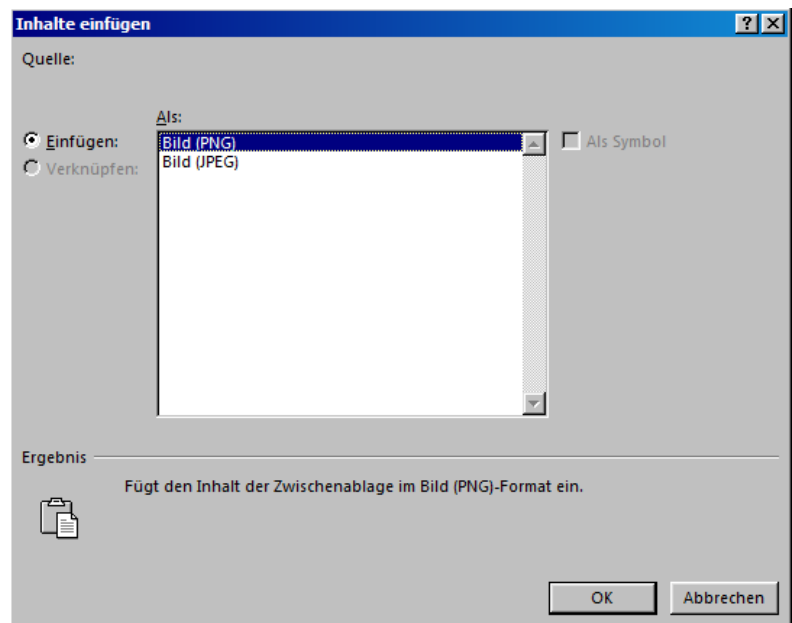 Inhalte einfügen
Quelle:
Als:
Einfügen:
Verknüpfen:
Bild (PNG)
Bild (JPEG)
Als Symbol
Ergebnis
Fügt den Inhalt der Zwischenablage im Bild (PNG)-Format ein.
OK
Abbrechen